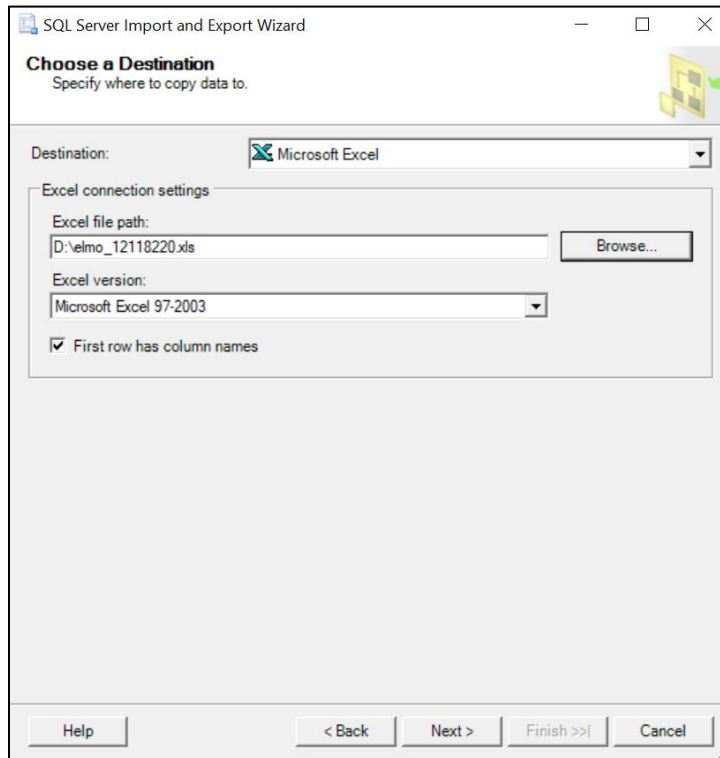 SQL Server Import and Export Wizard
Choose a Destination
Specify where to copy data to.
Destination:
Microsoft Excel
Excel connection settings
Excel file path:
D:\elmo_12118220.xls
Browse...
Excel version:
Microsoft Excel 97-2003
First row has column names
Help
< Back
Next >
Finish >>|
Cancel